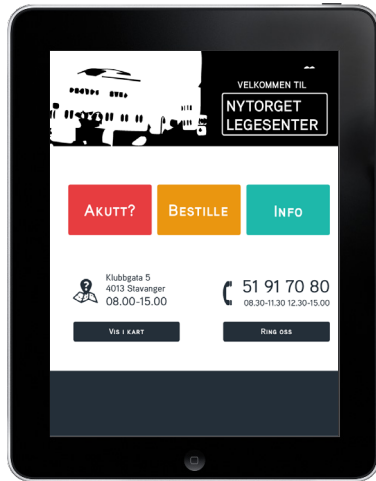 VELKOMMEN TIL
NYTORGET
LEGESENTER
AKUTT?
BESTILLE
INFO
Klubbgata 5
4013 Stavanger
08.00-15.00
51 91 70 80
08.30-11.30 12.30-15.00
VIS I KART
RING OSS